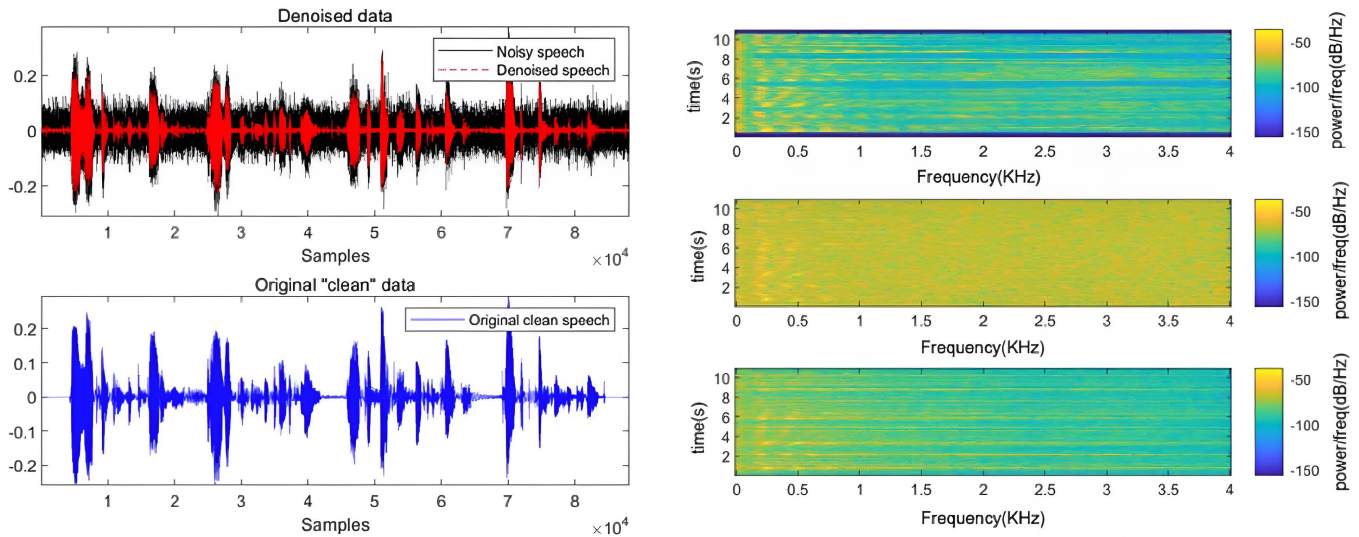 Denoised data
Noisy speech
Denoised speech
0.2
0
-0.2
1 2 3 4 5 6 7 8
Samples
×10^4
Original "clean" data
Original clean speech
0.2
0.1
0
-0.1
-0.2
1 2 3 4 5 6 7 8
Samples
×10^4
10
8
6
4
2
time(s)
0 0.5 1 1.5 2 2.5 3 3.5 4
Frequency(KHz)
-50
-100
-150
power/freq(dB/Hz)
10
8
6
4
2
time(s)
0 0.5 1 1.5 2 2.5 3 3.5 4
Frequency(KHz)
-50
-100
-150
power/freq(dB/Hz)
10
8
6
4
2
time(s)
0 0.5 1 1.5 2 2.5 3 3.5 4
Frequency(KHz)
-50
-100
-150
power/freq(dB/Hz)